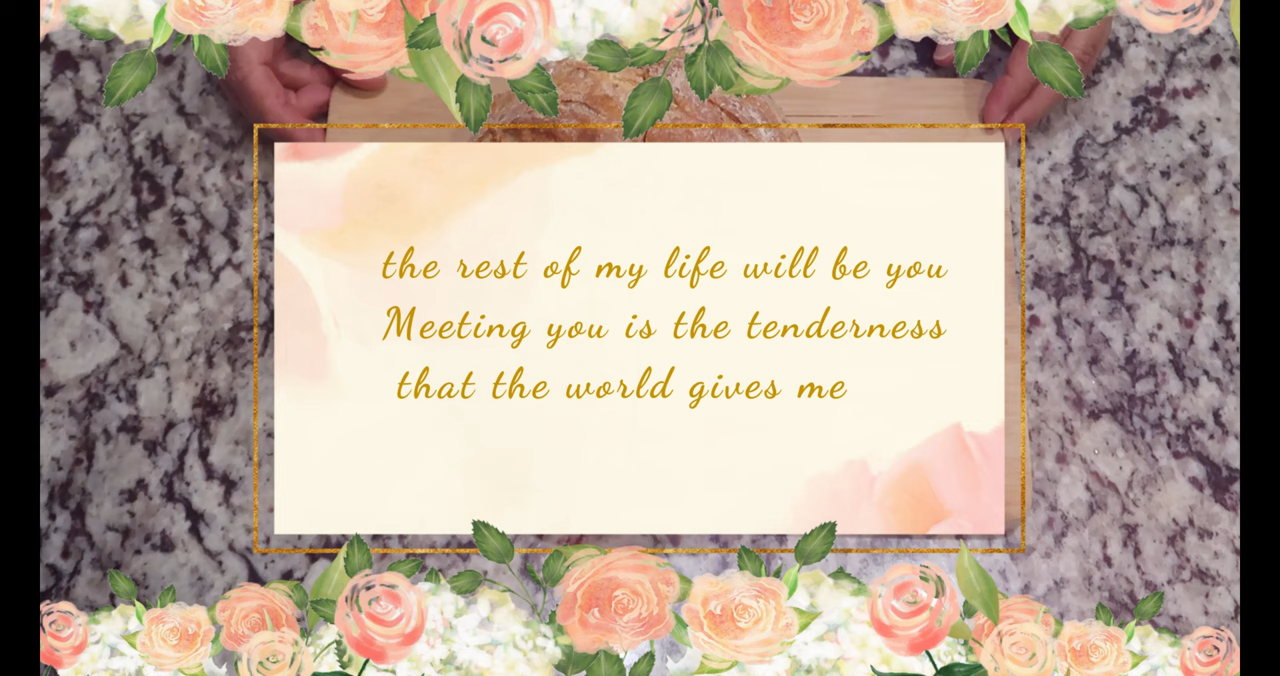 the rest of my life will be you
Meeting you is the tenderness
that the world gives me